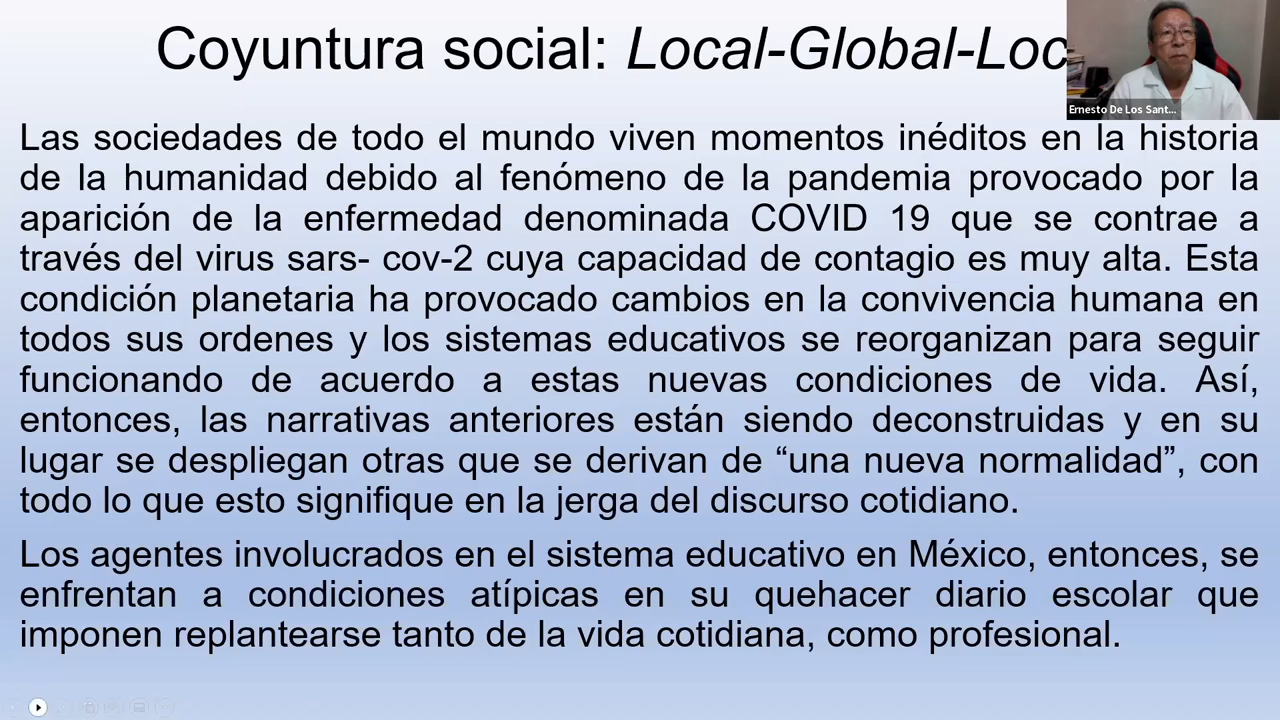 Coyuntura social: Local-Global-Loc
Ernesto De Los Sant...
Las sociedades de todo el mundo viven momentos inéditos en la historia
de la humanidad debido al fenómeno de la pandemia provocado por la
aparición de la enfermedad denominada COVID 19 que se contrae a
través del virus sars- cov-2 cuya capacidad de contagio es muy alta. Esta
condición planetaria ha provocado cambios en la convivencia humana en
todos sus ordenes y los sistemas educativos se reorganizan para seguir
funcionando de acuerdo a estas nuevas condiciones de vida. Así,
entonces, las narrativas anteriores están siendo deconstruidas y en su
lugar se despliegan otras que se derivan de “una nueva normalidad”, con
todo lo que esto signifique en la jerga del discurso cotidiano.
Los agentes involucrados en el sistema educativo en México, entonces, se
enfrentan a condiciones atípicas en su quehacer diario escolar que
imponen replantearse tanto de la vida cotidiana, como profesional.